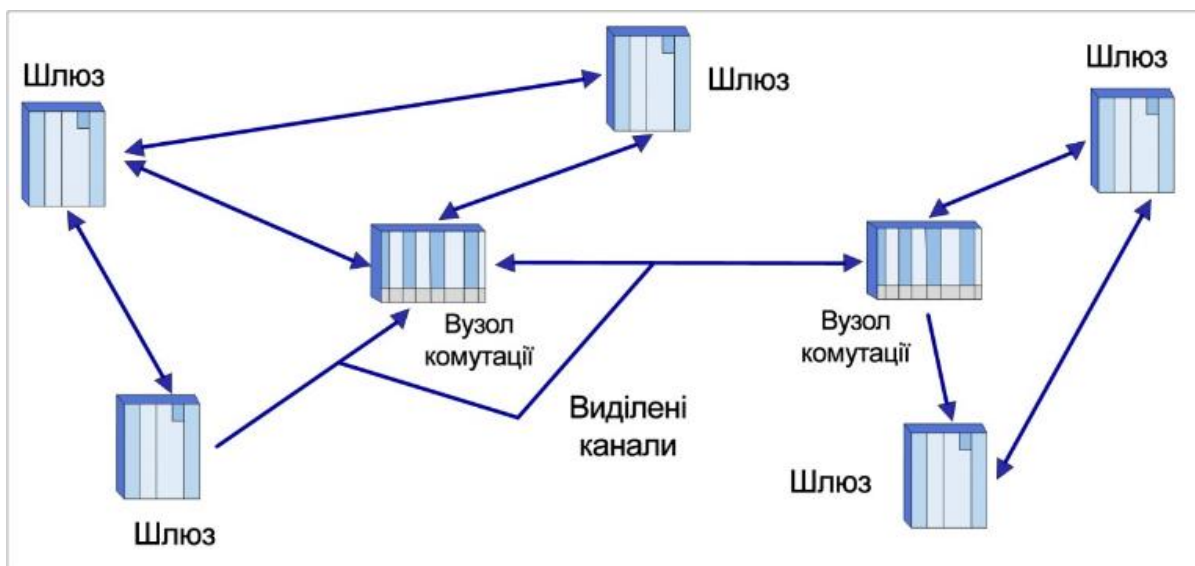 Шлюз
Шлюз
Шлюз
Вузол
комутації
Вузол
комутації
Виділені
канали
Шлюз
Шлюз